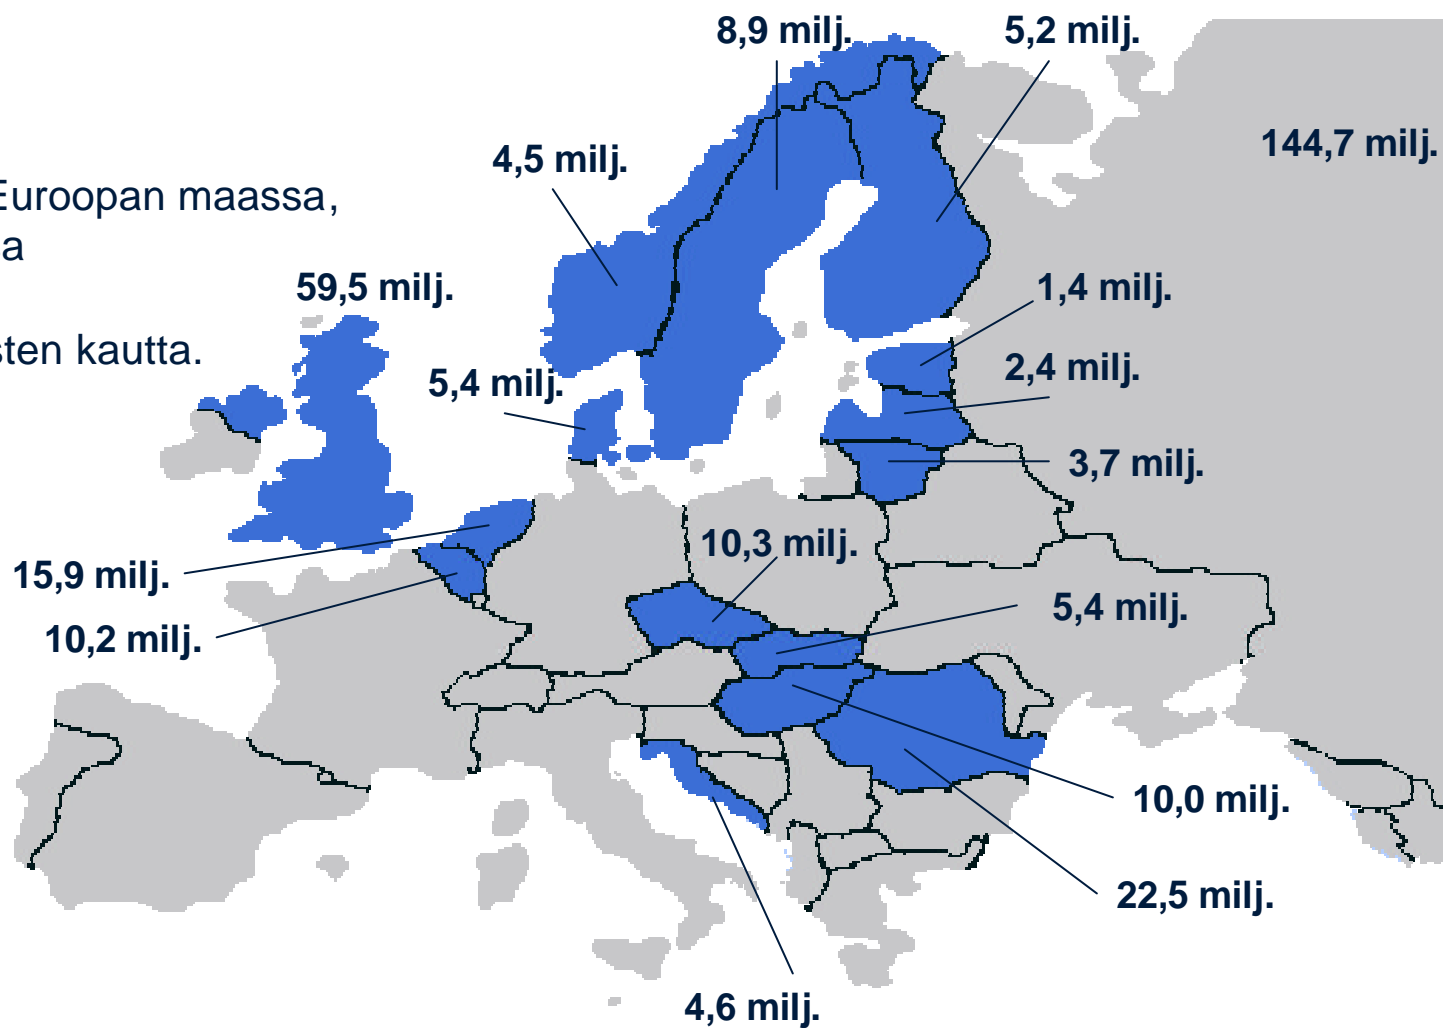 8,9 milj.
5,2 milj.
144,7 milj.
4,5 milj.
Euroopan maassa,
a
59,5 milj.
1,4 milj.
sten kautta.
2,4 milj.
5,4 milj.
3,7 milj.
10,3 milj.
15,9 milj.
5,4 milj.
10,2 milj.
10,0 milj.
22,5 milj.
4,6 milj.